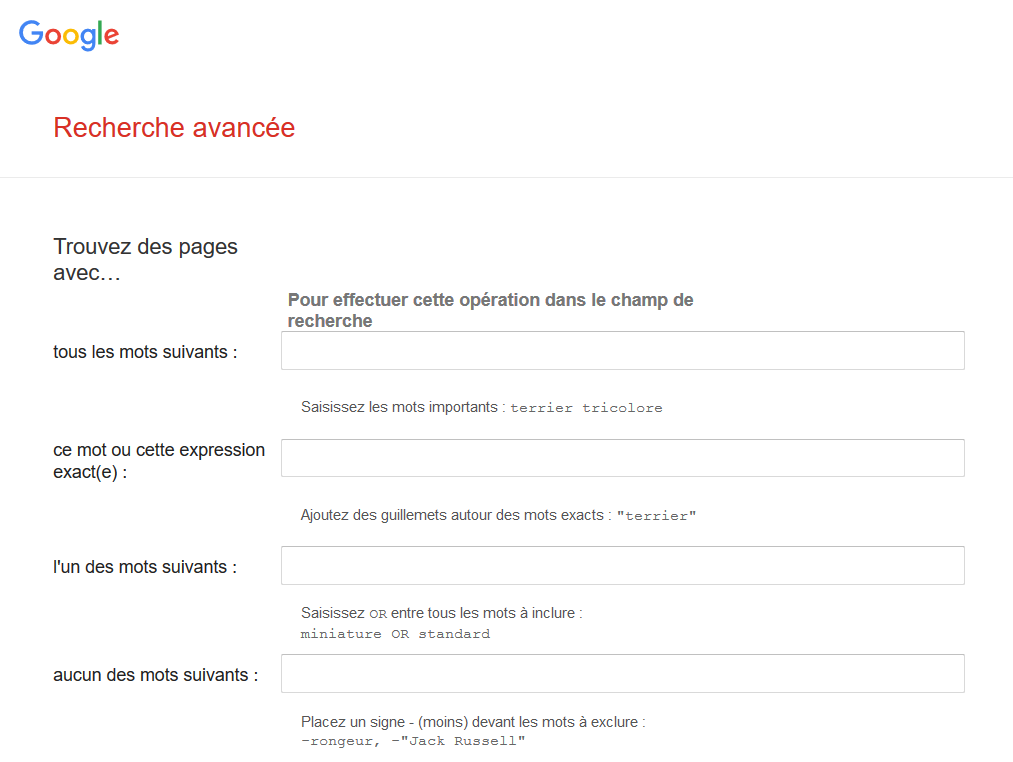 Google
Recherche avancée
Trouvez des pages
avec…
Pour effectuer cette opération dans le champ de
recherche
tous les mots suivants :
Saisissez les mots importants : terrier tricolore
ce mot ou cette expression
exact(e) :
Ajoutez des guillemets autour des mots exacts : "terrier"
l'un des mots suivants :
Saisissez OR entre tous les mots à inclure :
miniature OR standard
aucun des mots suivants :
Placez un signe - (moins) devant les mots à exclure :
-rongeur, -"Jack Russell"